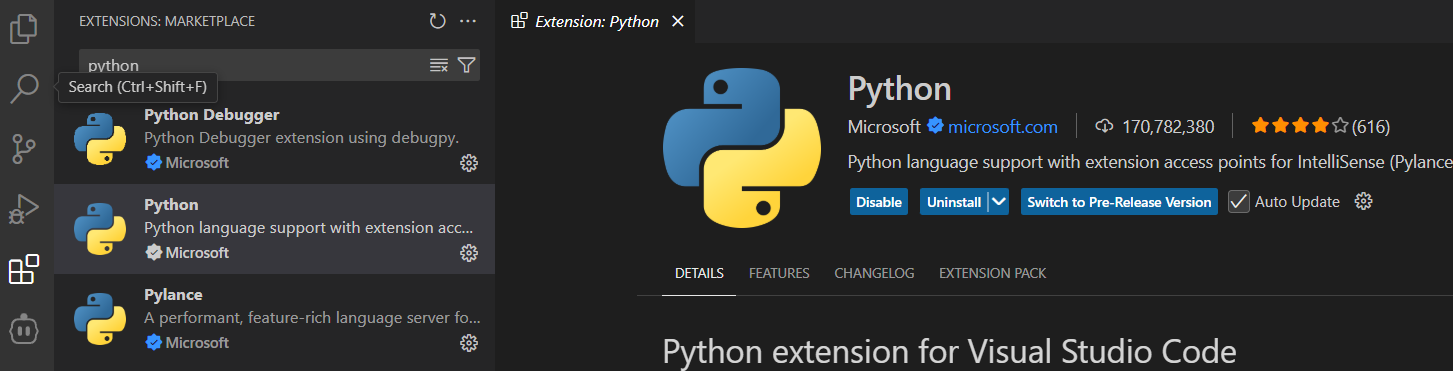 EXTENSIONS: MARKETPLACE
python
Search (Ctrl+Shift+F)
Python Debugger
Python Debugger extension using debugpy.
Microsoft
Python
Python language support with extension acc...
Microsoft
Pylance
A performant, feature-rich language server fo...
Microsoft
Extension: Python
Python
Microsoft microsoft.com 170,782,380 (616)
Python language support with extension access points for IntelliSense (Pylance
Disable Uninstall Switch to Pre-Release Version Auto Update
DETAILS FEATURES CHANGELOG EXTENSION PACK
Python extension for Visual Studio Code